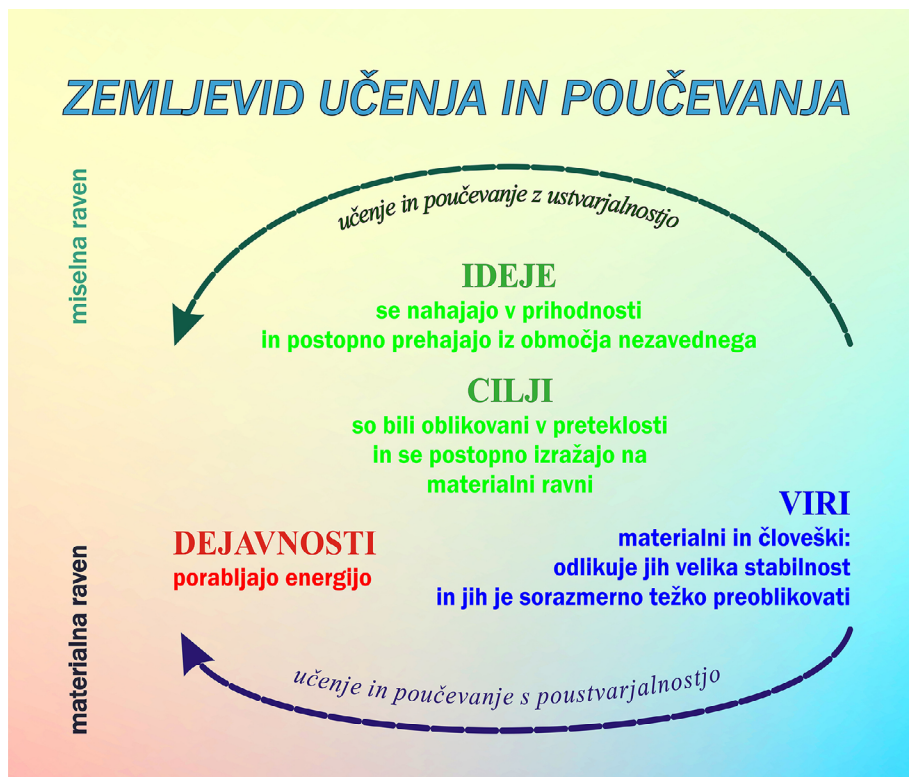 ZEMLJEVID UČENJA IN POUČEVANJA
miselna raven
učenje in poučevanje z ustvarjalnostjo
IDEJE
se nahajajo v prihodnosti
in postopno prehajajo iz območja nezavednega
CILJI
so bili oblikovani v preteklosti
in se postopno izražajo na
materialni ravni
VIRI
materialni in človeški:
odlikuje jih velika stabilnost
in jih je sorazmerno težko preoblikovati
DEJAVNOSTI
porabljajo energijo
materialna raven
učenje in poučevanje s poustvarjalnostjo